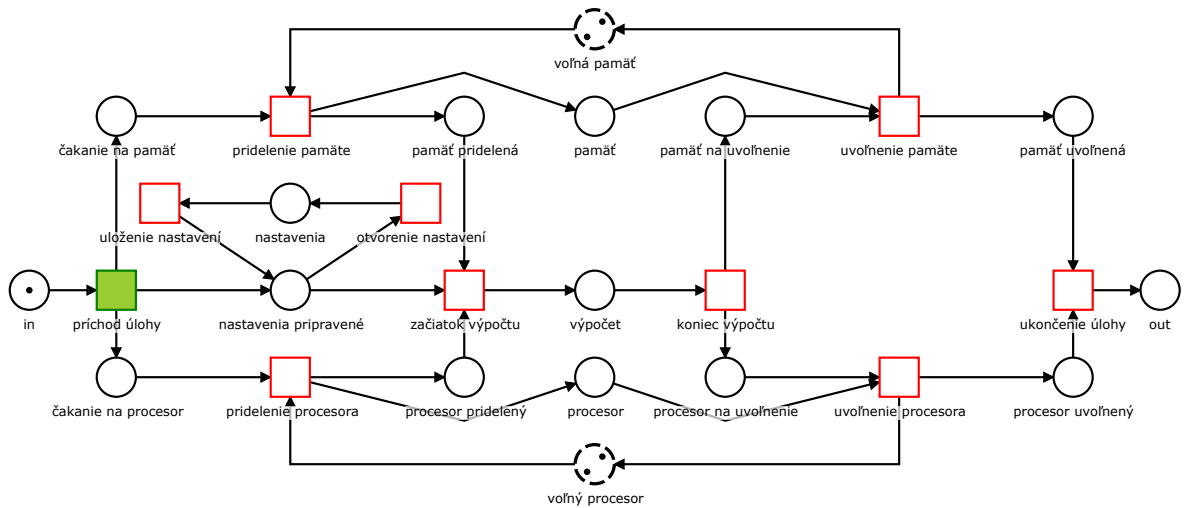 voľná pamäť
čakanie na pamäť
pridelenie pamäte
pamäť pridelená
pamäť
pamäť na uvoľnenie
uvoľnenie pamäte
pamäť uvoľnená
uloženie nastavení
nastavenia
otvorenie nastavení
in
príchod úlohy
nastavenia pripravené
začiatok výpočtu
výpočet
koniec výpočtu
ukončenie úlohy
out
čakanie na procesor
pridelenie procesora
procesor pridelený
procesor
procesor na uvoľnenie
uvoľnenie procesora
procesor uvoľnený
voľný procesor